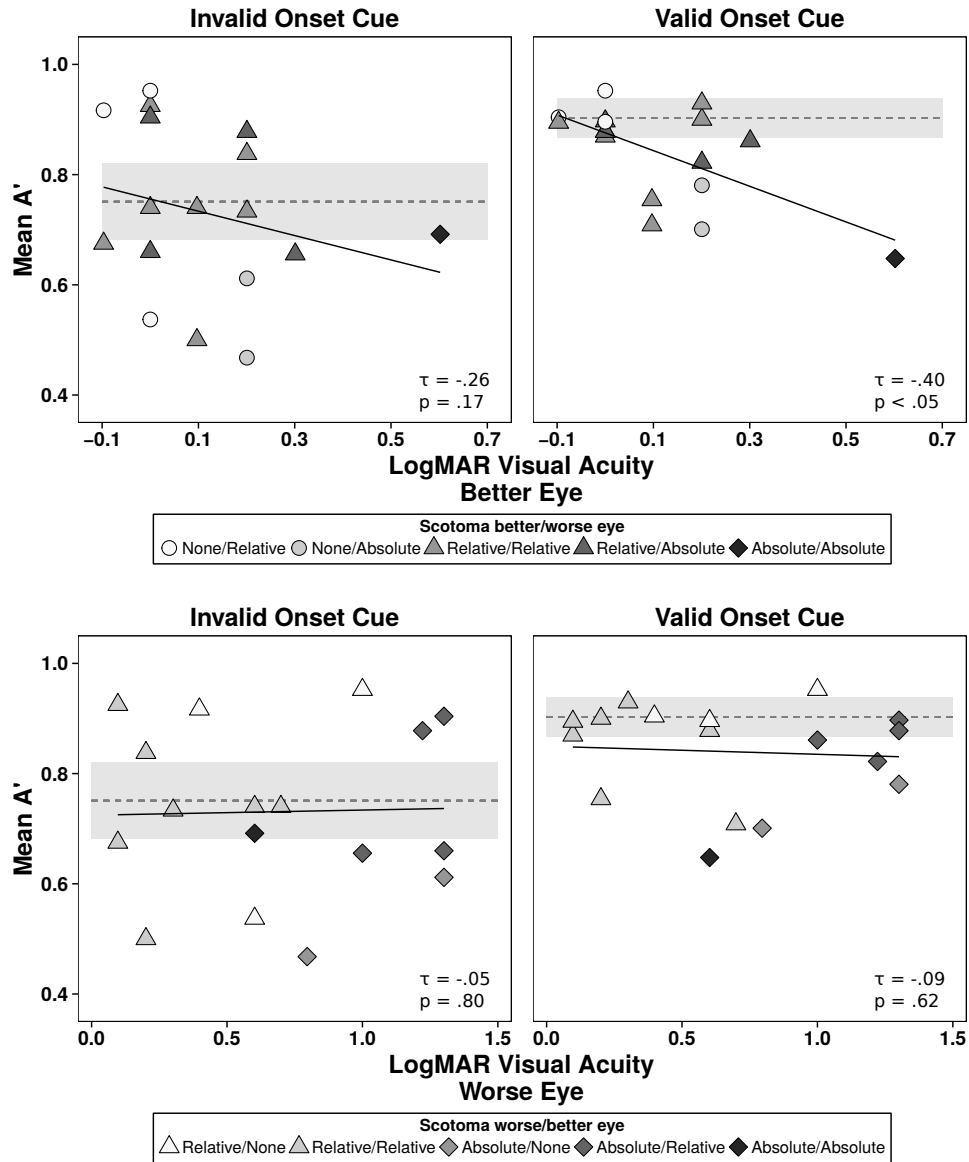 Invalid Onset Cue
Valid Onset Cue
Mean A'
1.0
0.8
0.6
0.4
τ = -.26
p = .17
τ = -.40
p < .05
−0.1 0.1 0.3 0.5 0.7
−0.1 0.1 0.3 0.5 0.7
LogMAR Visual Acuity
Better Eye
Scotoma better/worse eye
None/Relative None/Absolute Relative/Relative Relative/Absolute Absolute/Absolute
Invalid Onset Cue
Valid Onset Cue
Mean A'
1.0
0.8
0.6
0.4
τ = -.05
p = .80
τ = -.09
p = .62
0.0 0.5 1.0 1.5
0.0 0.5 1.0 1.5
LogMAR Visual Acuity
Worse Eye
Scotoma worse/better eye
Relative/None Relative/Relative Absolute/None Absolute/Relative Absolute/Absolute